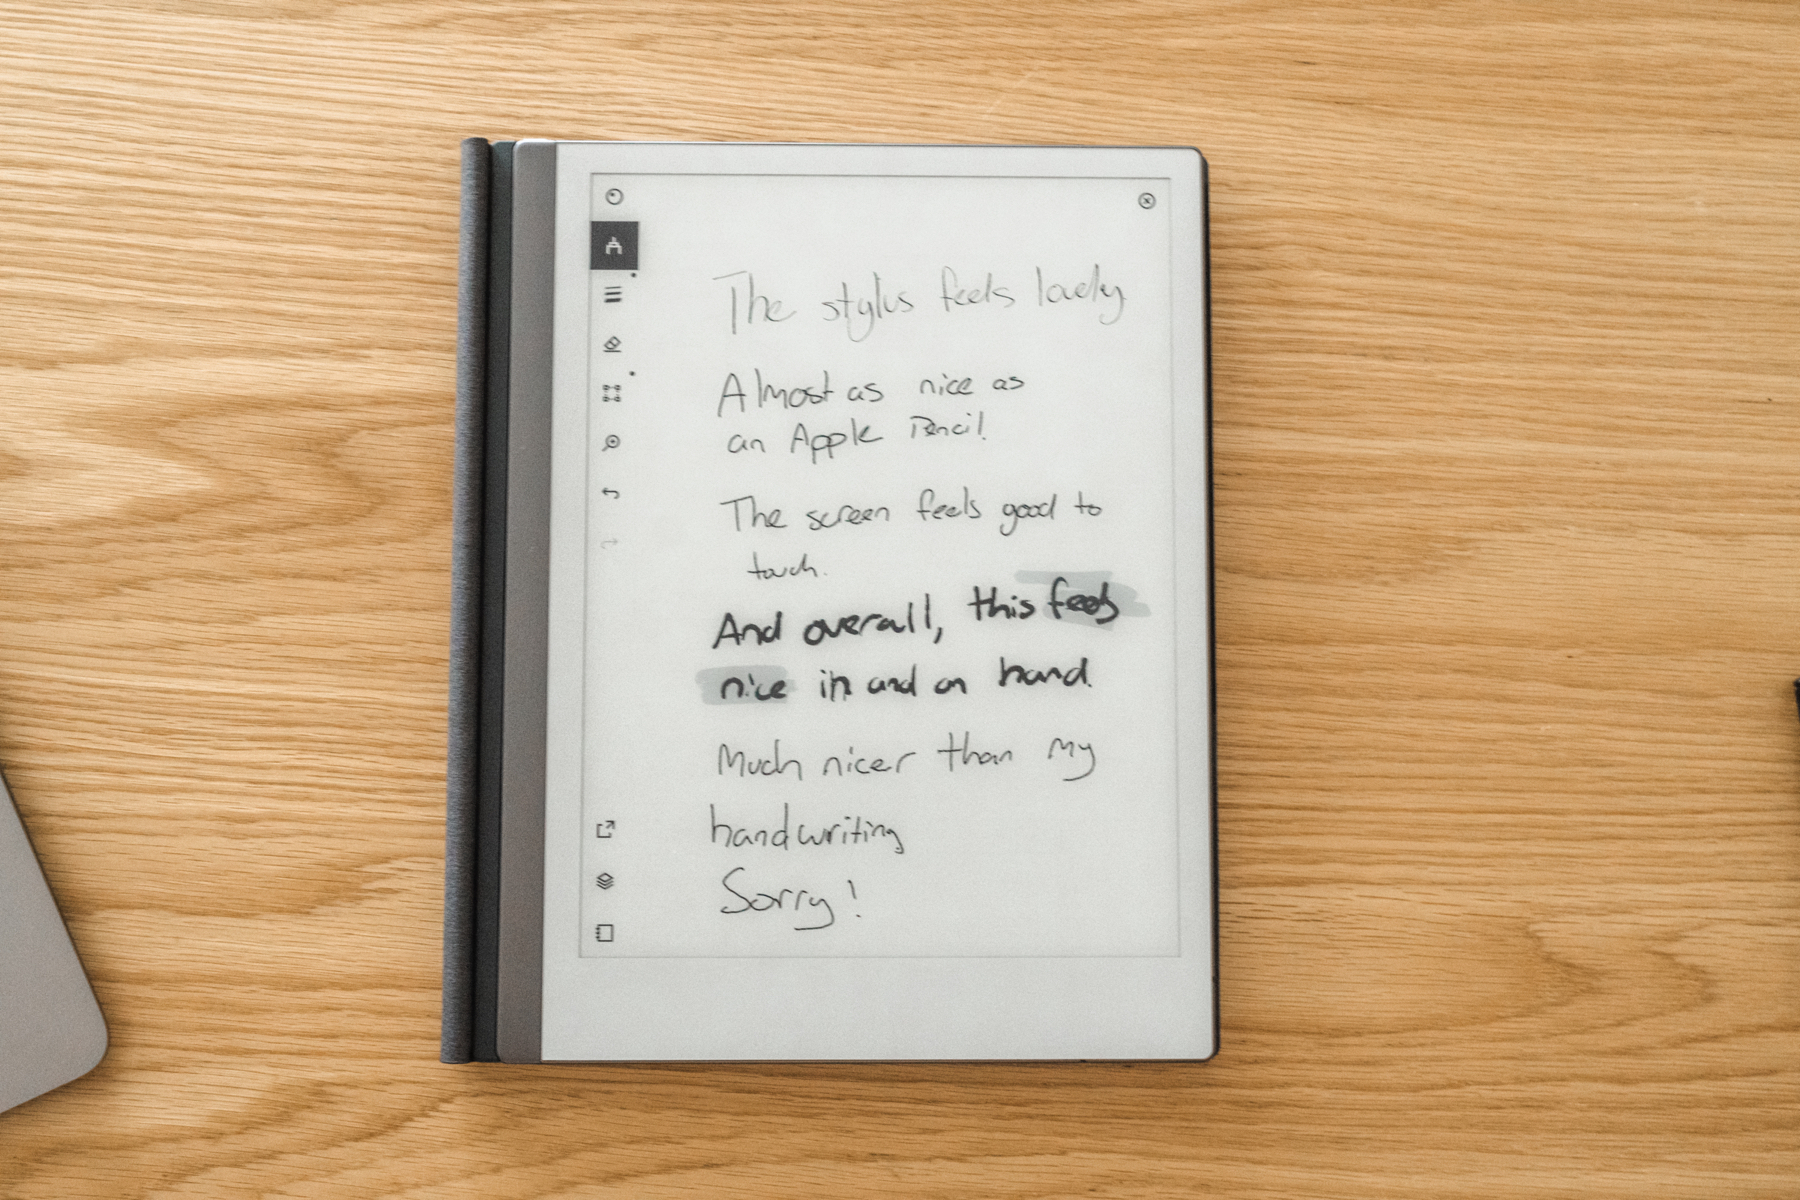 The stylus feels lovely
Almost as nice as
an Apple Pencil.
The screen feels good to
touch.
And overall, this feels
nice in and on hand.
Much nicer than my
handwriting
Sorry!